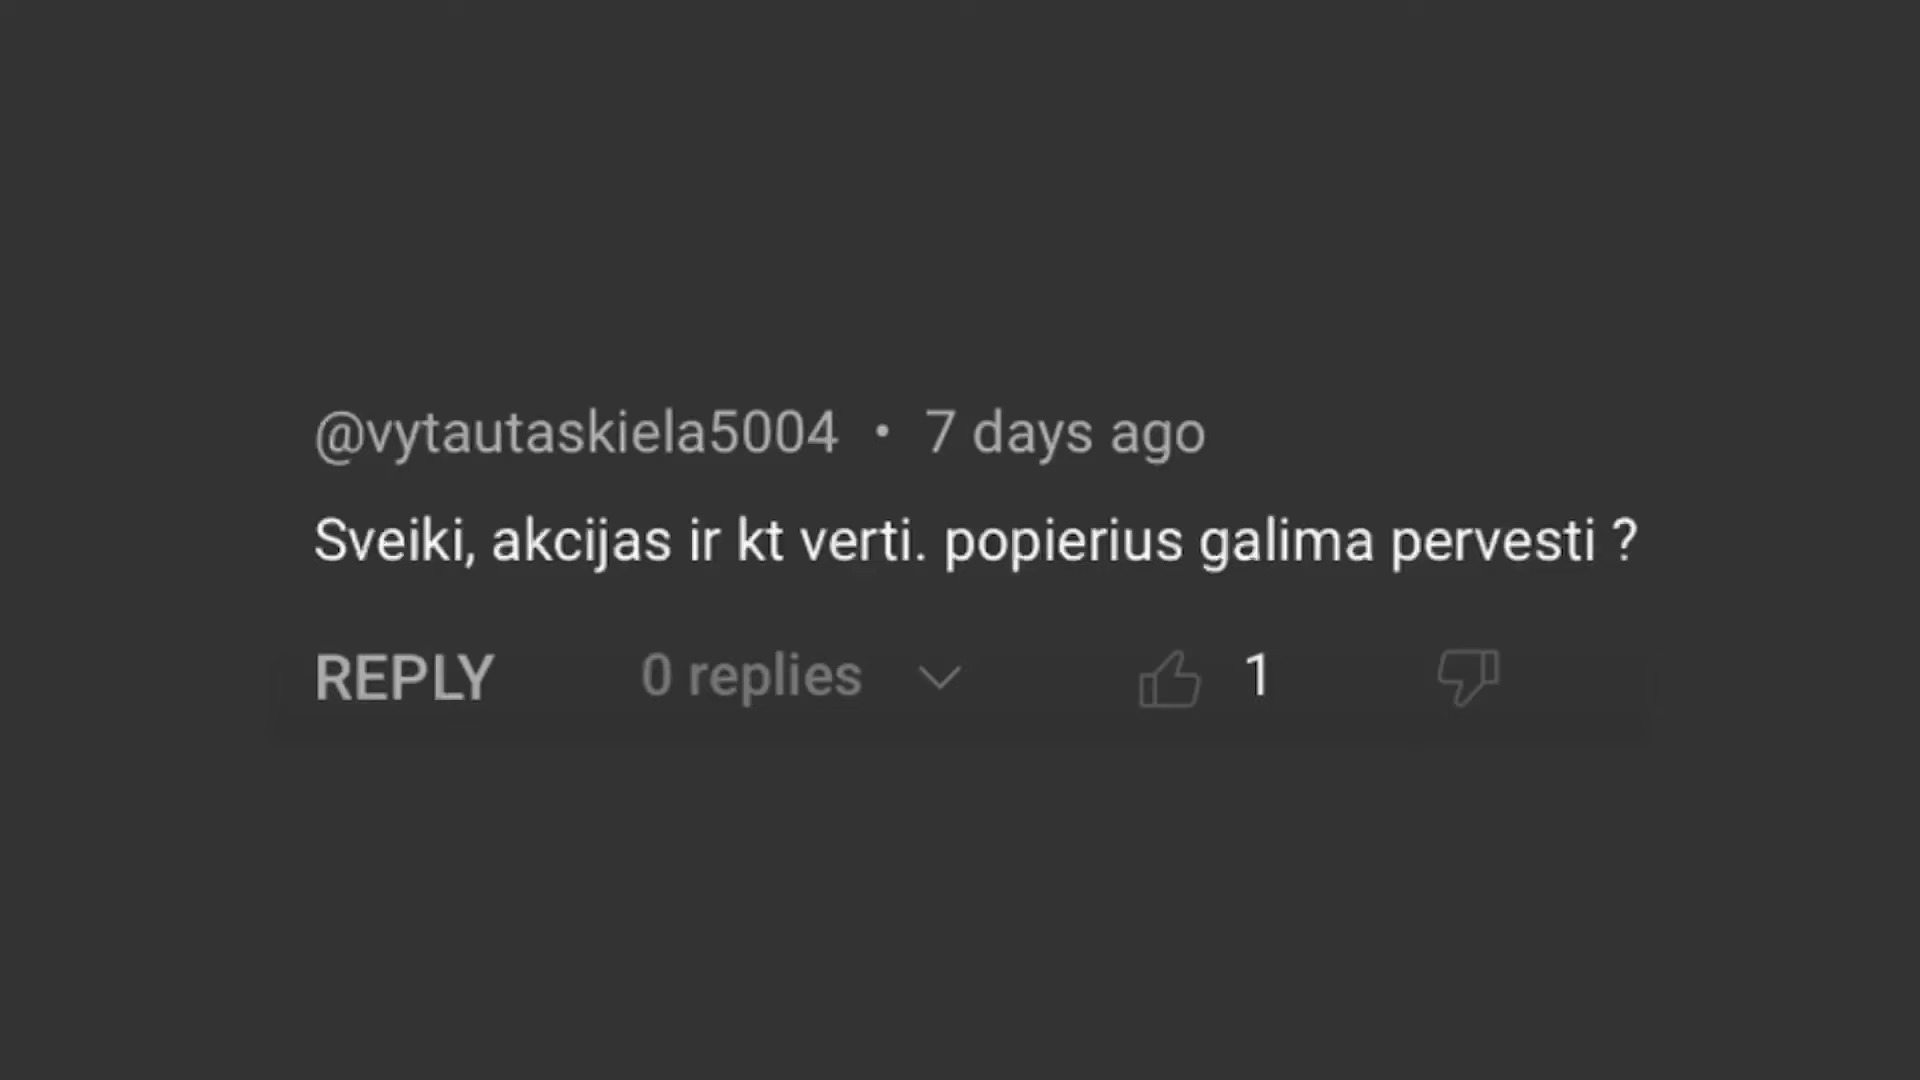 @vytautaskiela5004 • 7 days ago
Sveiki, akcijas ir kt verti. popierius galima pervesti ?
REPLY 0 replies 1